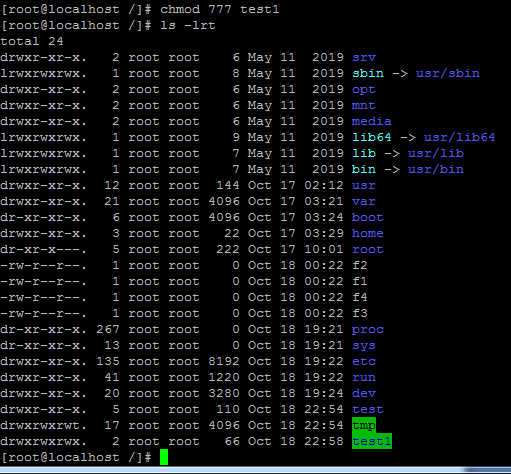 [root@localhost /]# chmod 777 test1
[root@localhost /]# ls -lrt
total 24
drwxr-xr-x.   2 root root    6 May 11  2019 srv
lrwxrwxrwx.   1 root root    8 May 11  2019 sbin -> usr/sbin
drwxr-xr-x.   2 root root    6 May 11  2019 opt
drwxr-xr-x.   2 root root    6 May 11  2019 mnt
drwxr-xr-x.   2 root root    6 May 11  2019 media
lrwxrwxrwx.   1 root root    9 May 11  2019 lib64 -> usr/lib64
lrwxrwxrwx.   1 root root    7 May 11  2019 lib -> usr/lib
lrwxrwxrwx.   1 root root    7 May 11  2019 bin -> usr/bin
drwxr-xr-x.  12 root root  144 Oct 17 02:12 usr
drwxr-xr-x.  21 root root 4096 Oct 17 03:21 var
dr-xr-xr-x.   6 root root 4096 Oct 17 03:24 boot
drwxr-xr-x.   3 root root   22 Oct 17 03:29 home
dr-xr-x---.   5 root root  222 Oct 17 10:01 root
-rw-r--r--.   1 root root    0 Oct 18 00:22 f2
-rw-r--r--.   1 root root    0 Oct 18 00:22 f1
-rw-r--r--.   1 root root    0 Oct 18 00:22 f4
-rw-r--r--.   1 root root    0 Oct 18 00:22 f3
dr-xr-xr-x. 267 root root    0 Oct 18 19:21 proc
dr-xr-xr-x.  13 root root    0 Oct 18 19:21 sys
drwxr-xr-x. 135 root root 8192 Oct 18 19:22 etc
drwxr-xr-x.  41 root root 1220 Oct 18 19:22 run
drwxr-xr-x.  20 root root 3280 Oct 18 19:24 dev
drwxr-xr-x.   5 root root  110 Oct 18 22:54 test
drwxrwxrwt.  17 root root 4096 Oct 18 22:54 tmp
drwxrwxrwx.   2 root root   66 Oct 18 22:58 test1
[root@localhost /]#